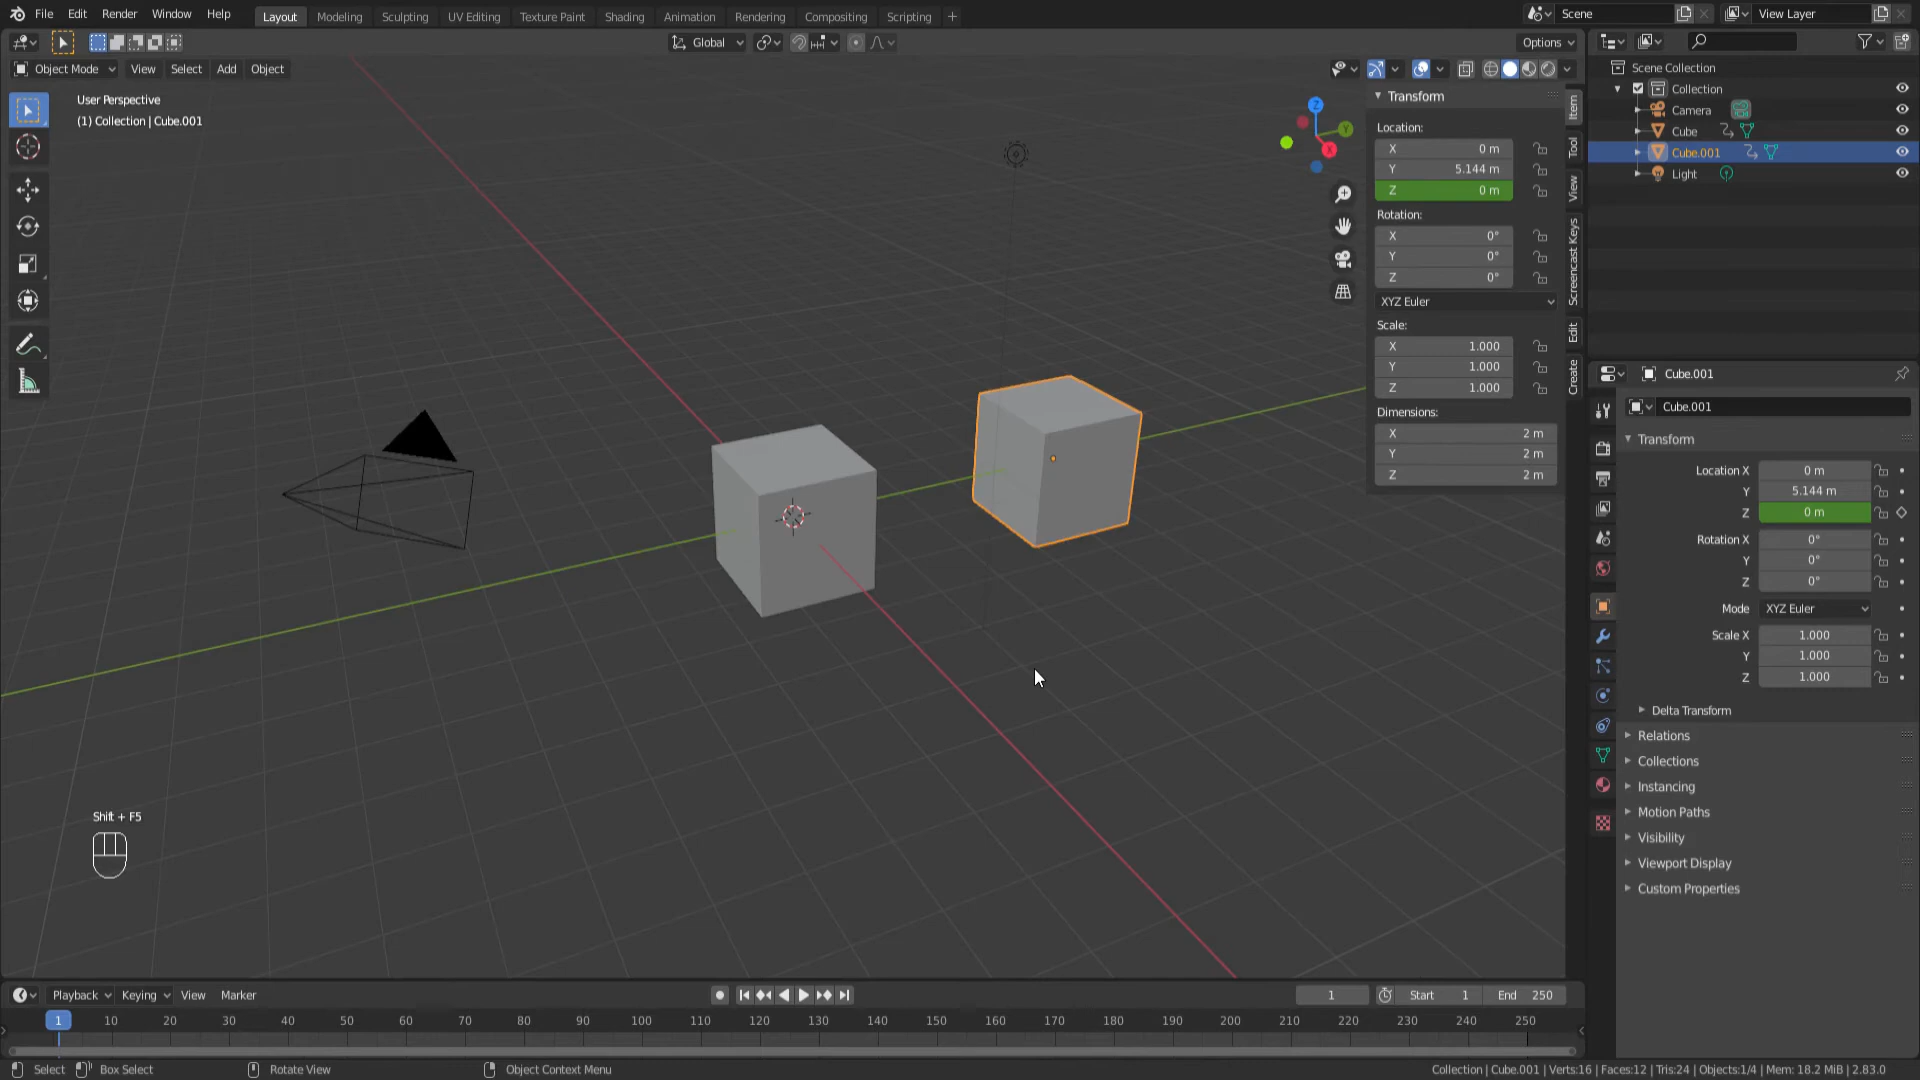 File Edit Render Window Help
Layout Modeling Sculpting UV Editing Texture Paint Shading Animation Rendering Compositing Scripting +
Scene
View Layer
Global
Options
Object Mode View Select Add Object
User Perspective
(1) Collection | Cube.001
Z
Y
X
Transform
Location:
X 0 m
Y 5.144 m
Z 0 m
Rotation:
X 0°
Y 0°
Z 0°
XYZ Euler
Scale:
X 1.000
Y 1.000
Z 1.000
Dimensions:
X 2 m
Y 2 m
Z 2 m
Item
Tool
View
Screencast Keys
Edit
Create
Scene Collection
Collection
Camera
Cube
Cube.001
Light
Cube.001
Cube.001
Transform
Location X 0 m
Y 5.144 m
Z 0 m
Rotation X 0°
Y 0°
Z 0°
Mode XYZ Euler
Scale X 1.000
Y 1.000
Z 1.000
Delta Transform
Relations
Collections
Instancing
Motion Paths
Visibility
Viewport Display
Custom Properties
Shift + F5
Playback Keying View Marker
1
Start 1
End 250
1 10 20 30 40 50 60 70 80 90 100 110 120 130 140 150 160 170 180 190 200 210 220 230 240 250
Select Box Select Rotate View Object Context Menu
Collection | Cube.001 | Verts:16 | Faces:12 | Tris:24 | Objects:1/4 | Mem: 18.2 MiB | 2.83.0